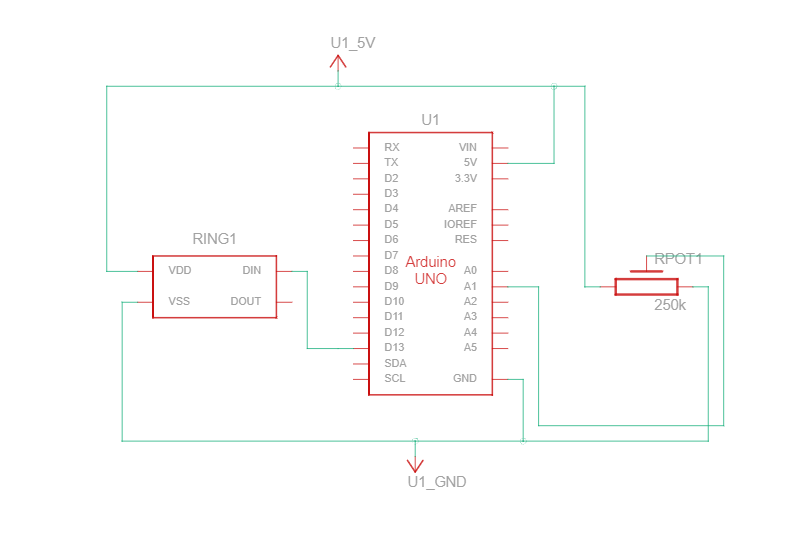 U1_5V
U1
RX
VIN
TX
5V
D2
3.3V
D3
D4
AREF
D5
IOREF
D6
RES
D7
RING1
Arduino
UNO
RPOT1
VDD
DIN
D8
A0
D9
A1
VSS
DOUT
D10
A2
250k
D11
A3
D12
A4
D13
A5
SDA
SCL
GND
U1_GND